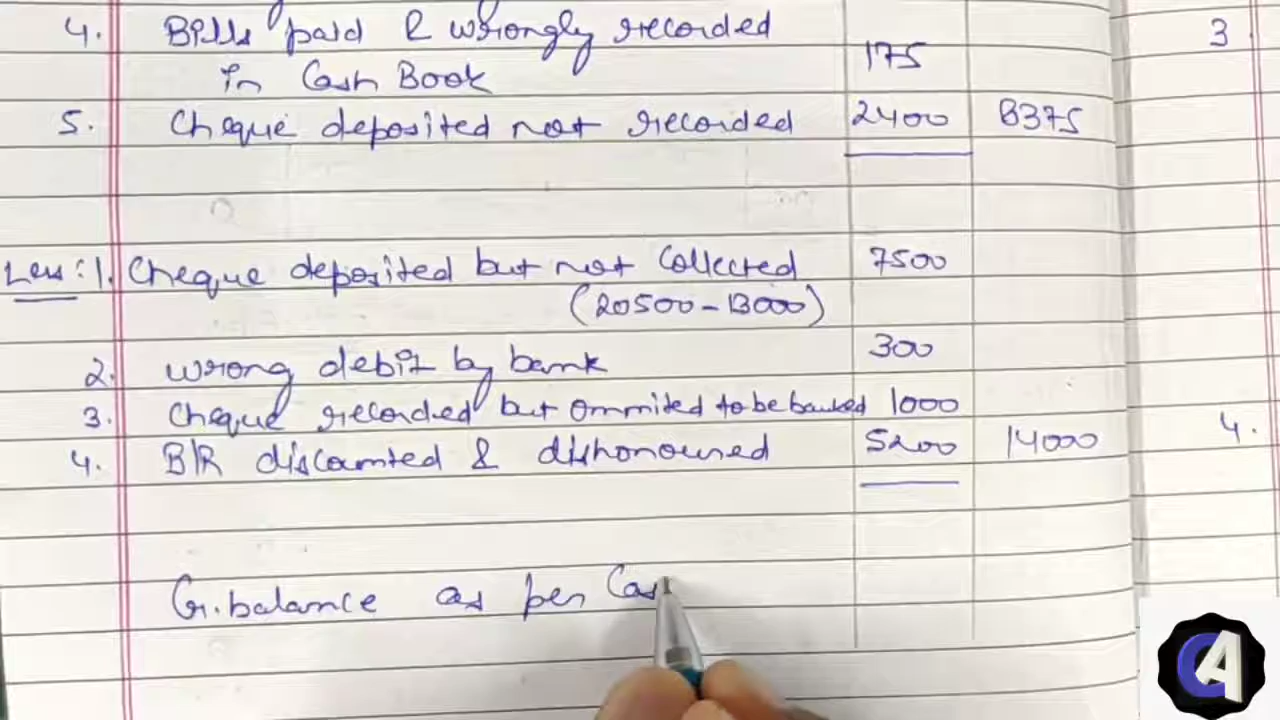 4. Bills paid & wrongly recorded
in Cash Book 175
5. Cheque deposited not recorded 2400 8375
Less: 1. Cheque deposited but not Collected 7500
(20500-13000)
2. wrong debit by bank 300
3. Cheque recorded but ommited to be banked 1000
4. B/R discounted & dishonoured 5200 14000
Cr. balance as per Cas
3.
4.
CA